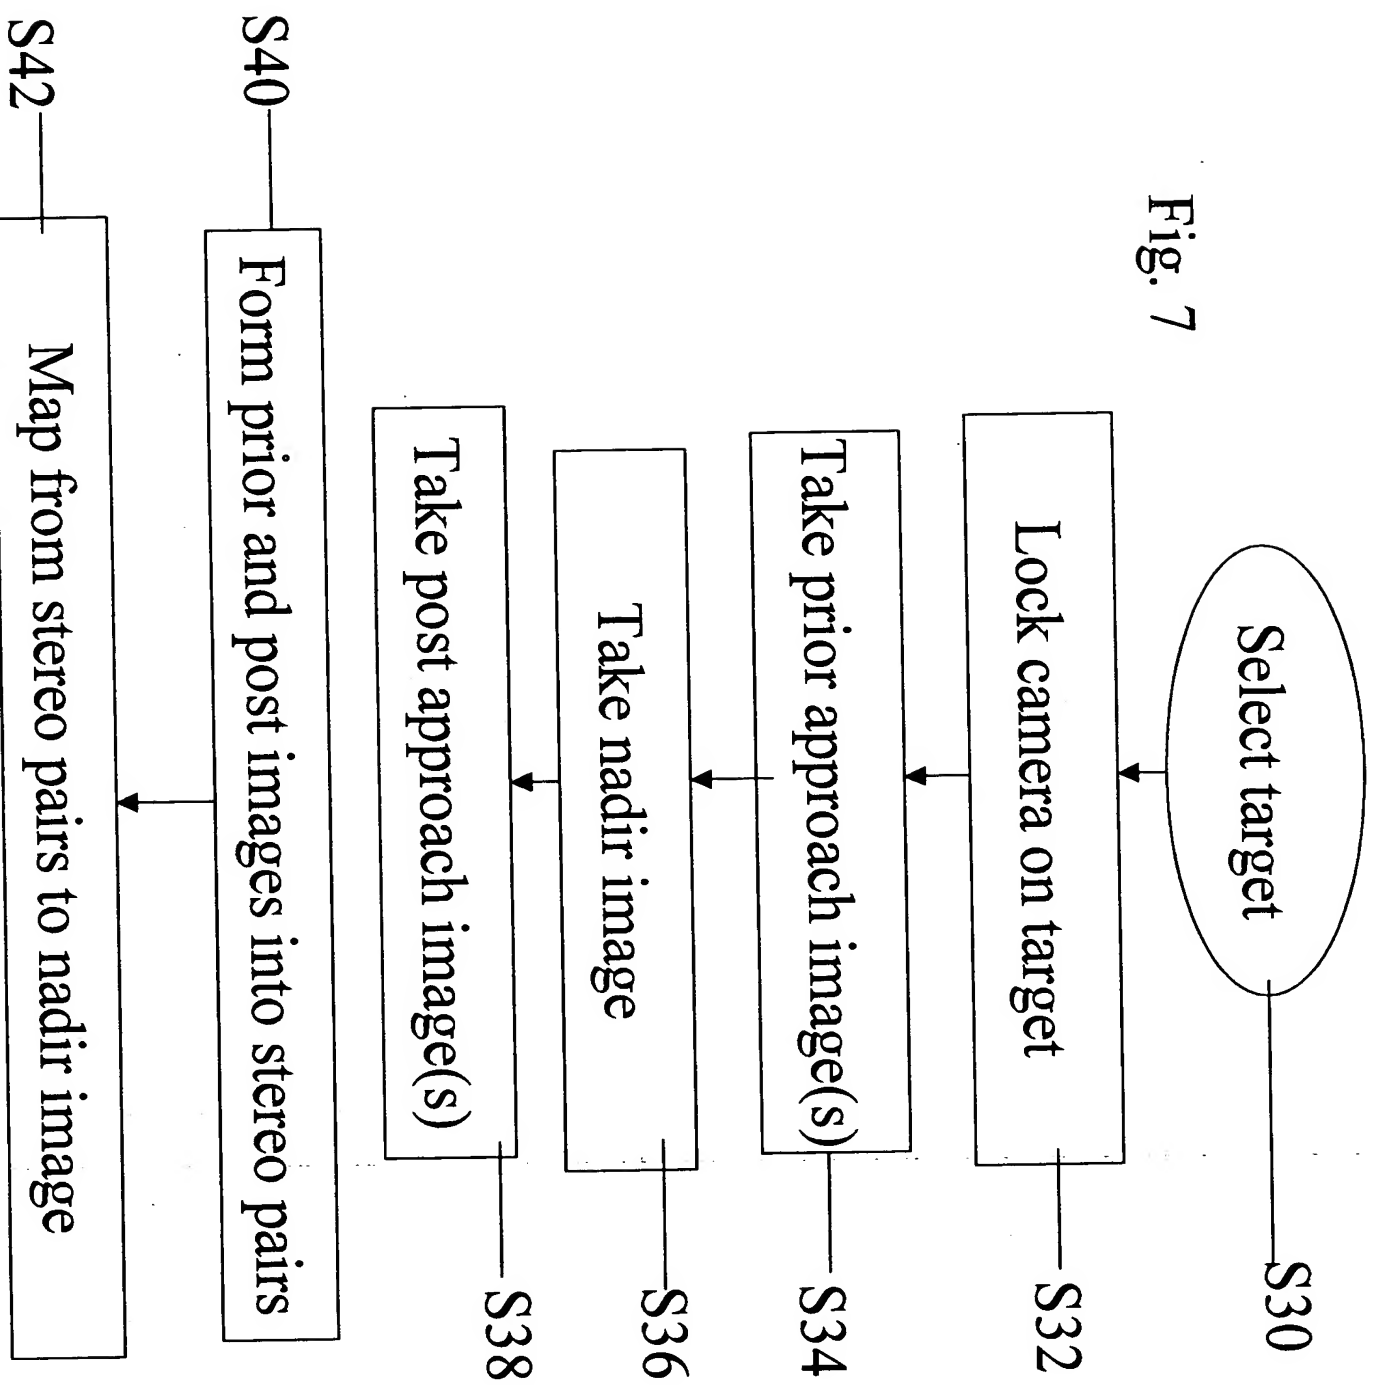 Fig. 7
Select target
S30
Lock camera on target
S32
Take prior approach image(s)
S34
Take nadir image
S36
Take post approach image(s)
S38
S40
Form prior and post images into stereo pairs
S42
Map from stereo pairs to nadir image